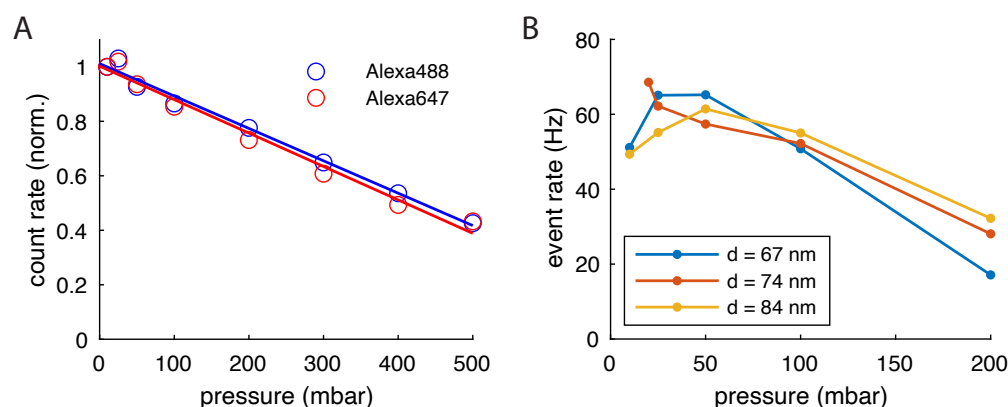 A
count rate (norm.)
1
0.8
0.6
0.4
0.2
0
0 100 200 300 400 500
pressure (mbar)
Alexa488
Alexa647
B
event rate (Hz)
80
60
40
20
0
0 50 100 150 200
pressure (mbar)
d = 67 nm
d = 74 nm
d = 84 nm